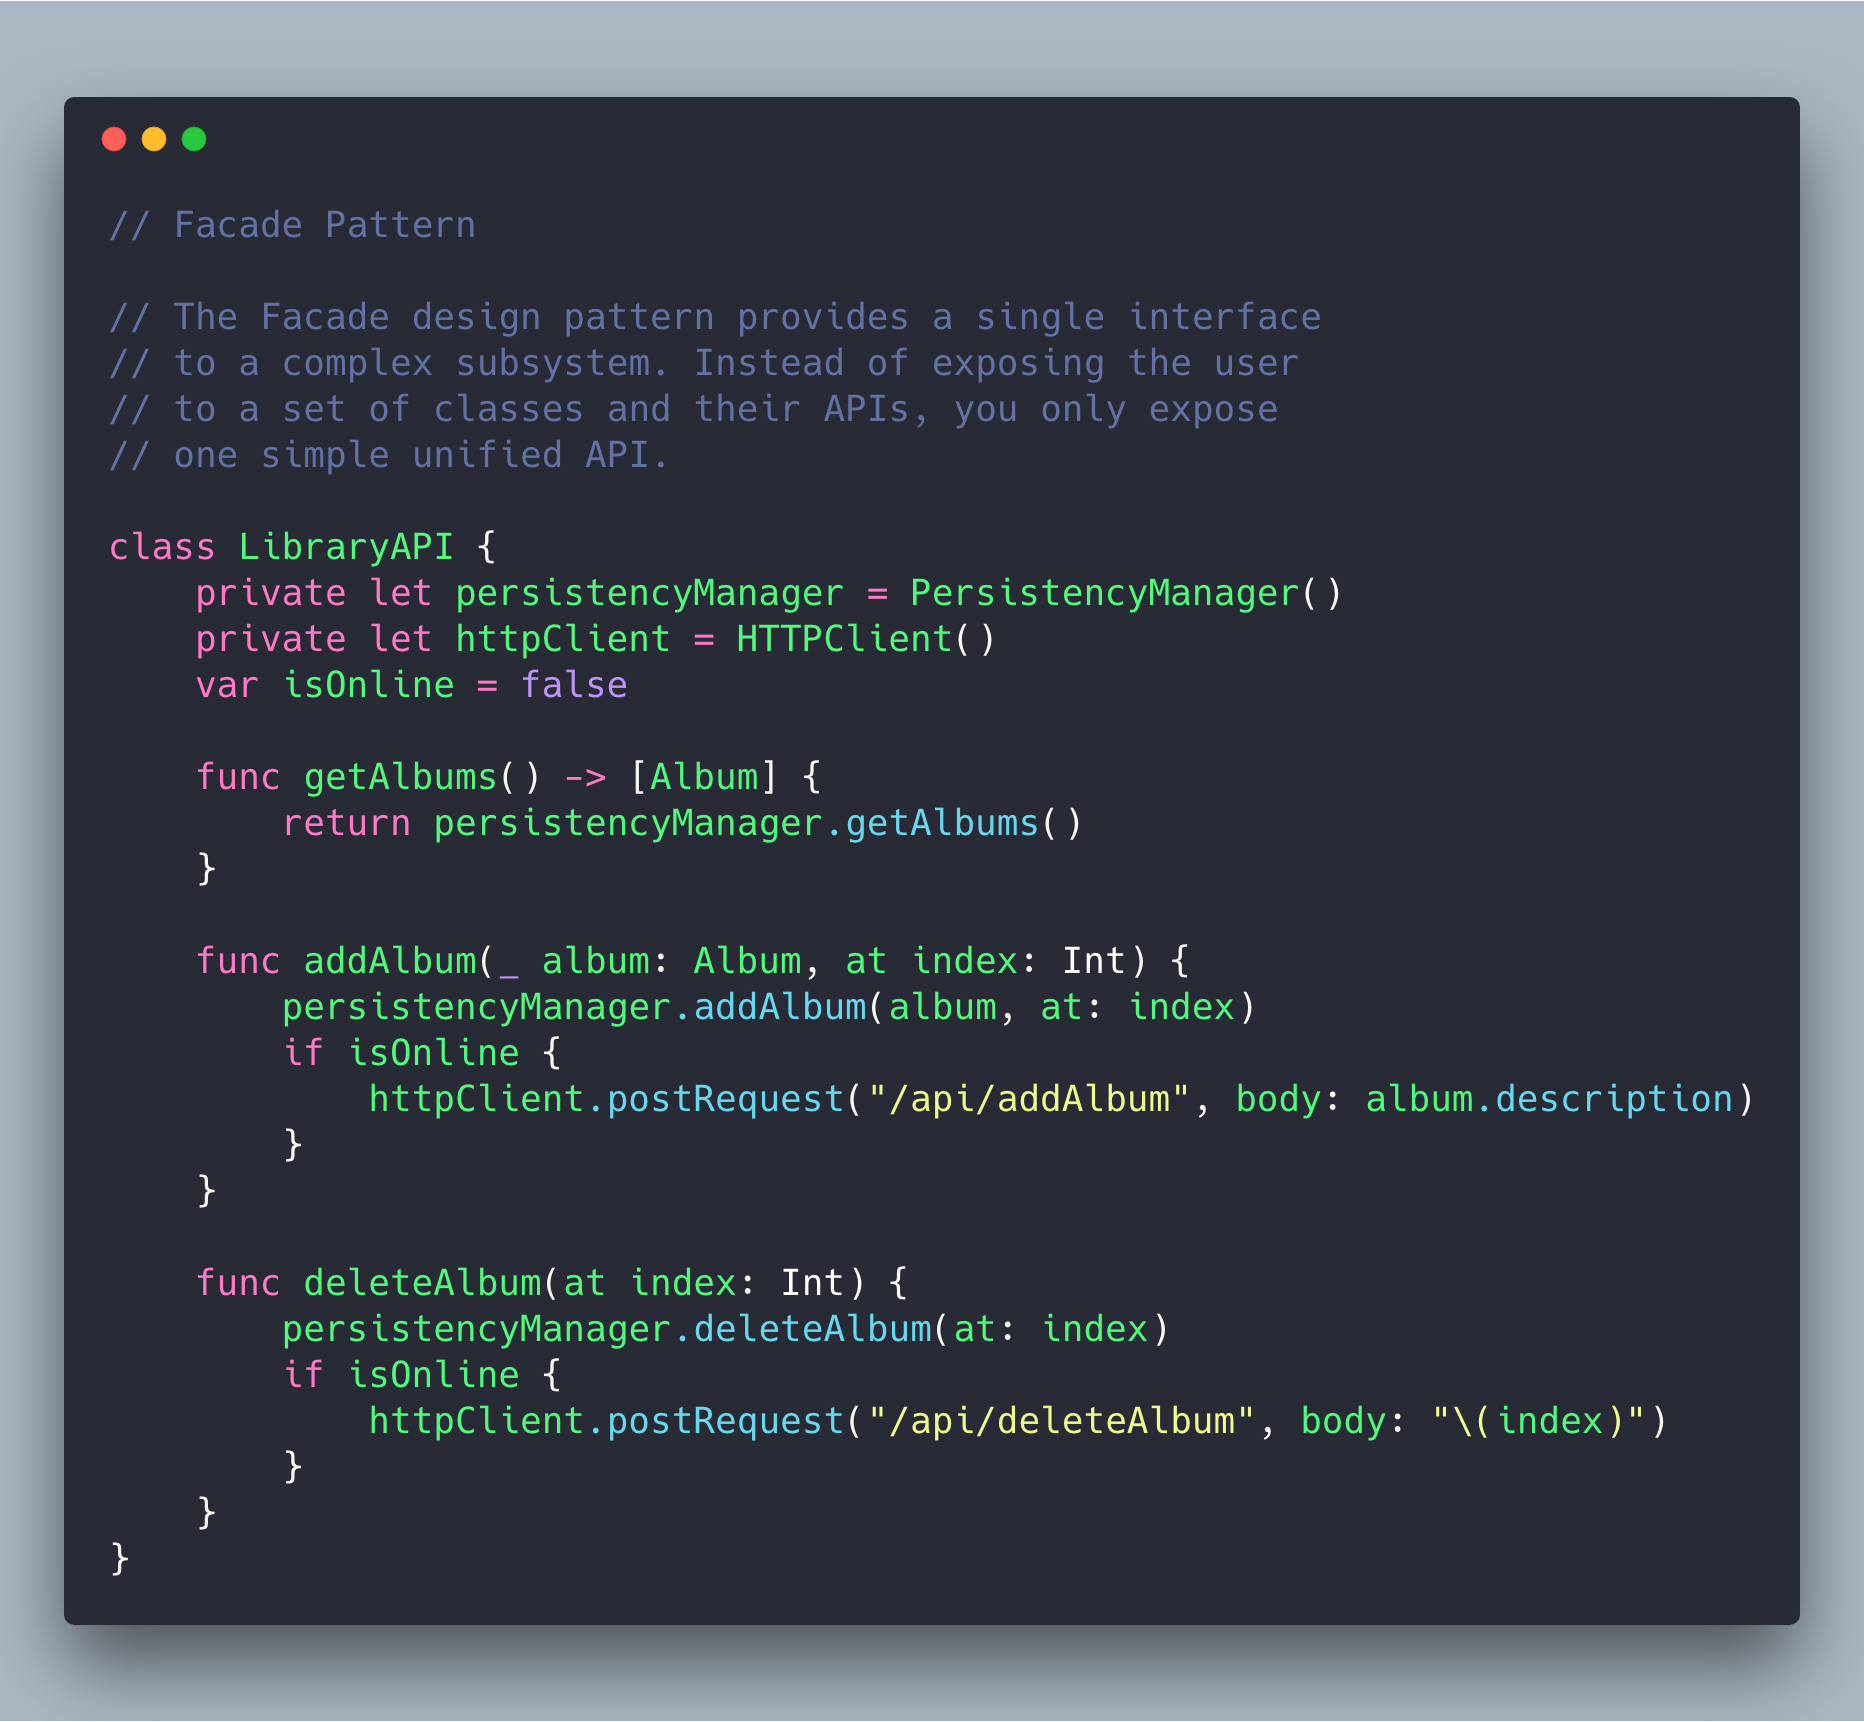 // Facade Pattern

// The Facade design pattern provides a single interface
// to a complex subsystem. Instead of exposing the user
// to a set of classes and their APIs, you only expose
// one simple unified API.

class LibraryAPI {
    private let persistencyManager = PersistencyManager()
    private let httpClient = HTTPClient()
    var isOnline = false

    func getAlbums() -> [Album] {
        return persistencyManager.getAlbums()
    }

    func addAlbum(_ album: Album, at index: Int) {
        persistencyManager.addAlbum(album, at: index)
        if isOnline {
            httpClient.postRequest("/api/addAlbum", body: album.description)
        }
    }

    func deleteAlbum(at index: Int) {
        persistencyManager.deleteAlbum(at: index)
        if isOnline {
            httpClient.postRequest("/api/deleteAlbum", body: "\(index)")
        }
    }
}